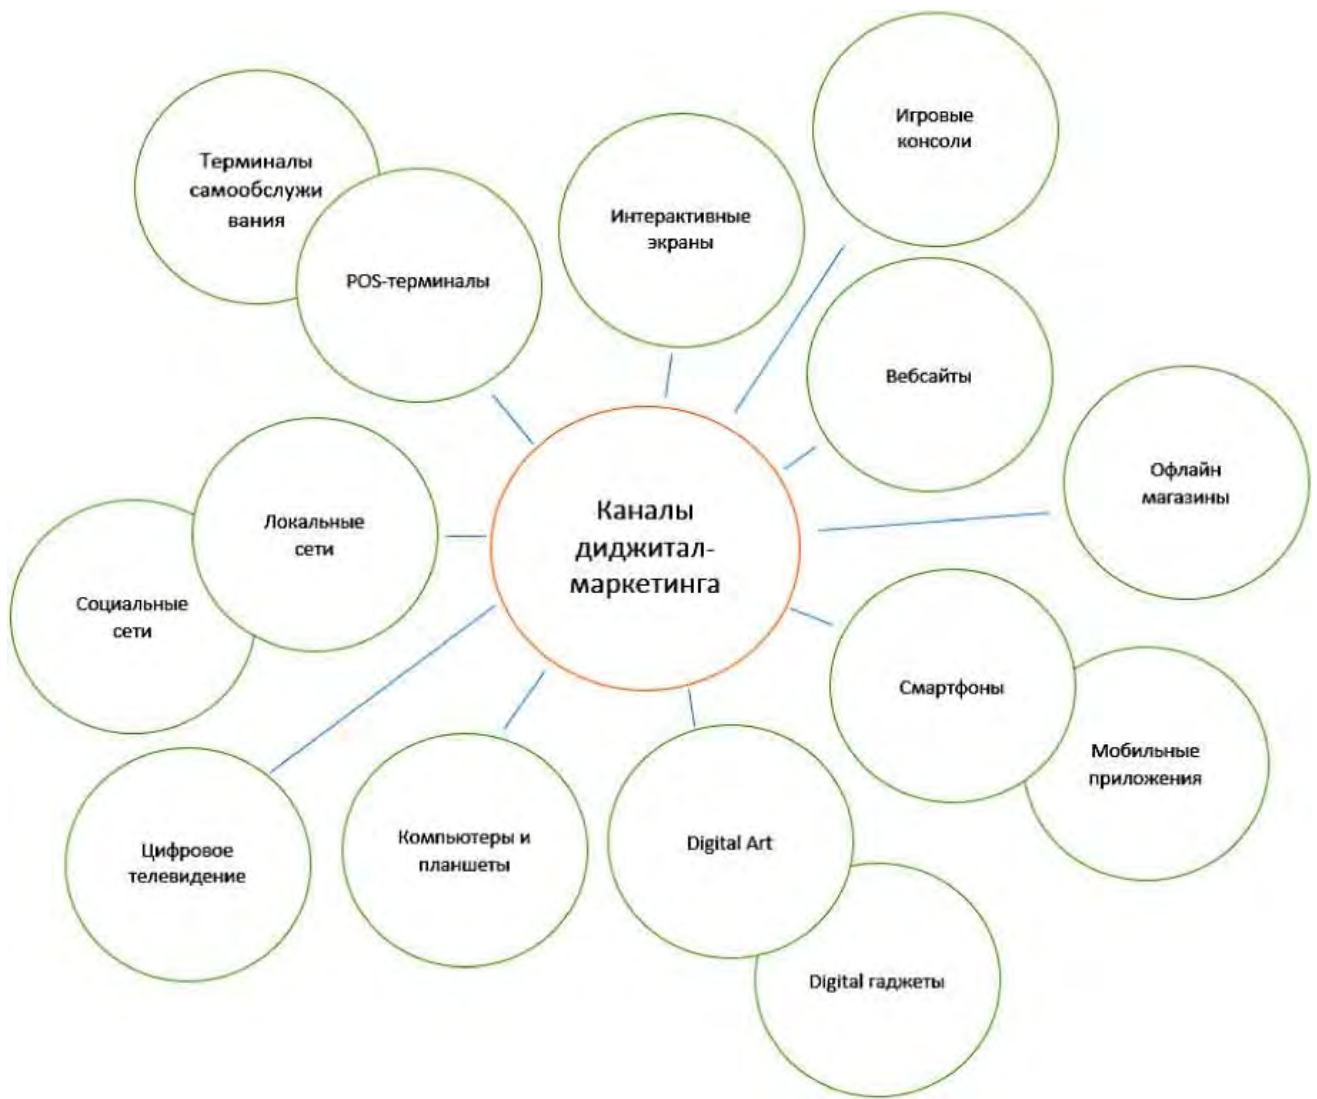 Игровые
консоли
Терминалы
самообслужи
вания
Интерактивные
экраны
POS-терминалы
Вебсайты
Офлайн
магазины
Каналы
диджитал-
маркетинга
Локальные
сети
Социальные
сети
Смартфоны
Мобильные
приложения
Цифровое
телевидение
Компьютеры и
планшеты
Digital Art
Digital гаджеты